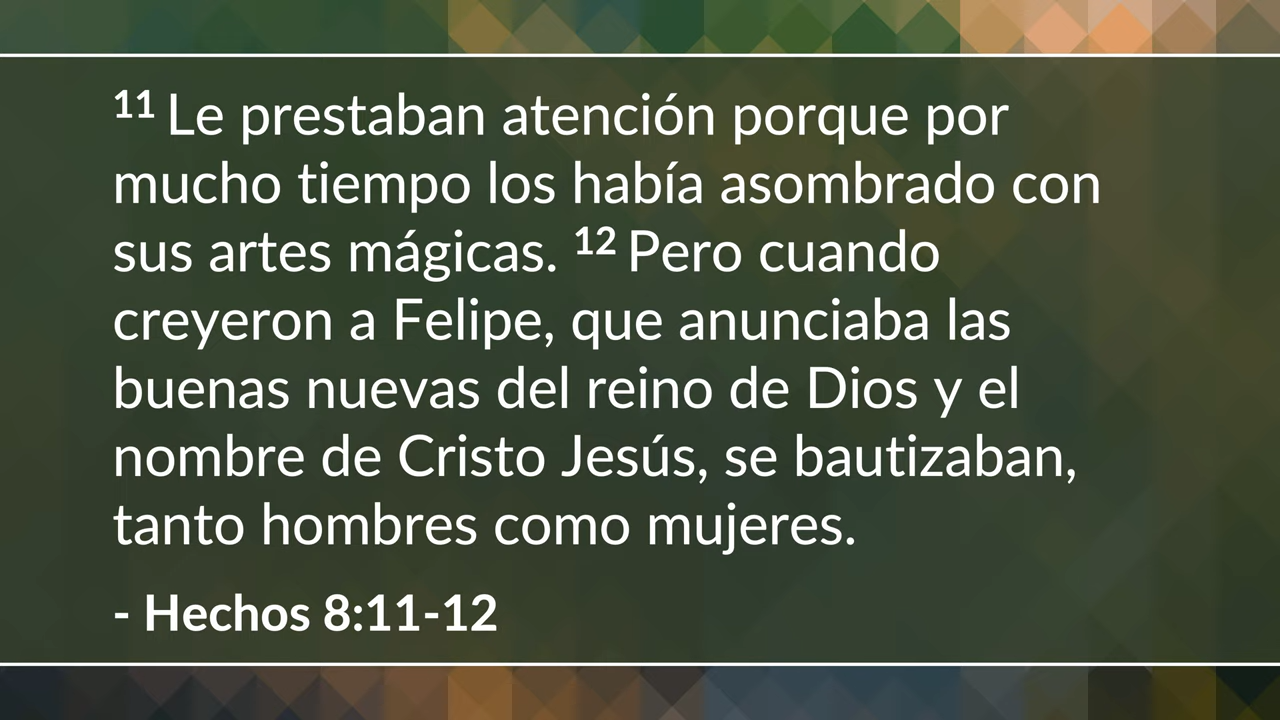 11 Le prestaban atención porque por
mucho tiempo los había asombrado con
sus artes mágicas. 12 Pero cuando
creyeron a Felipe, que anunciaba las
buenas nuevas del reino de Dios y el
nombre de Cristo Jesús, se bautizaban,
tanto hombres como mujeres.
- Hechos 8:11-12